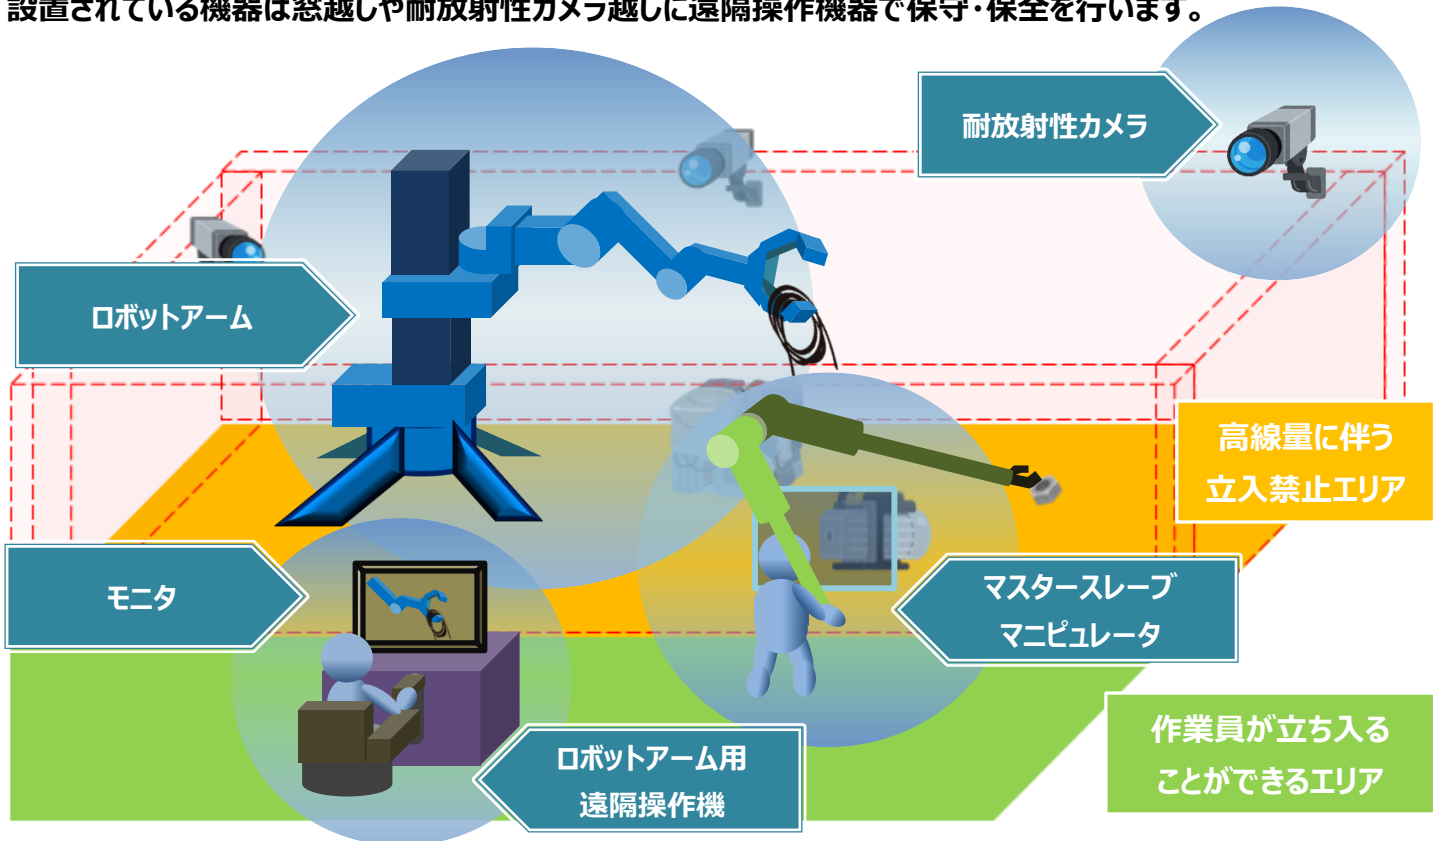 設置されている機器は窓越しや耐放射性カメラ越しに遠隔操作機器で保守・保全を行います。
耐放射性カメラ
ロボットアーム
高線量に伴う
立入禁止エリア
モニタ
マスタースレーブ
マニピュレータ
作業員が立ち入る
ことができるエリア
ロボットアーム用
遠隔操作機